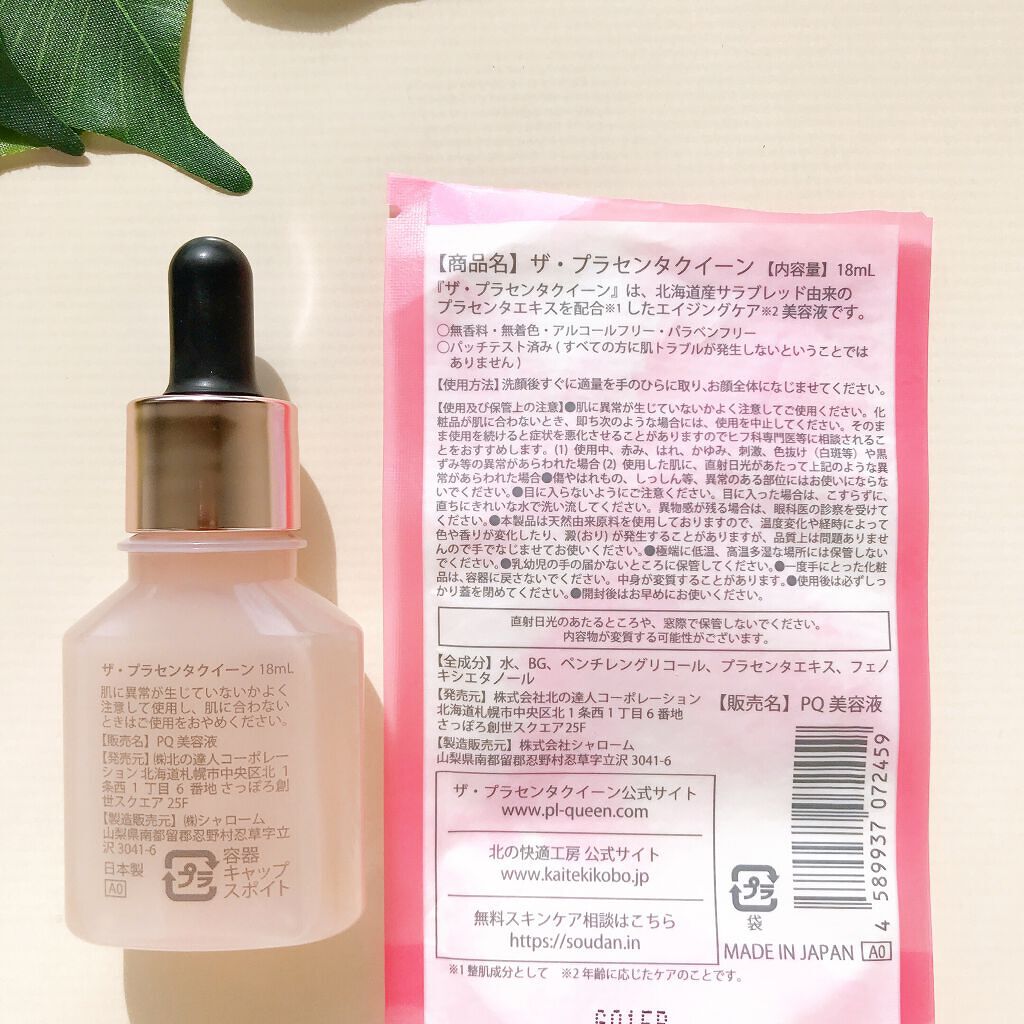 ザ・プラセンタクイーン 18mL
肌に異常が生じていないかよく
注意して使用し、肌に合わない
ときはご使用をおやめください。
【販売名】PQ 美容液
【発売元】㈱北の達人コーポレー
ション 北海道札幌市中央区北 1
条西 1 丁目 6 番地 さっぽろ創
世スクエア 25F
【製造販売元】㈱シャローム
山梨県南都留郡忍野村忍草字立
沢 3041-6
日本製
A0
プラ
容器
キャップ
スポイト
【商品名】ザ・プラセンタクイーン【内容量】18mL
『ザ・プラセンタクイーン』は、北海道産サラブレッド由来の
プラセンタエキスを配合※1 したエイジングケア※2 美容液です。
○無香料・無着色・アルコールフリー・パラベンフリー
○パッチテスト済み ( すべての方に肌トラブルが発生しないということでは
ありません )
【使用方法】洗顔後すぐに適量を手のひらに取り、お顔全体になじませてください。
【使用及び保管上の注意】●肌に異常が生じていないかよく注意してご使用ください。化
粧品が肌に合わないとき、即ち次のような場合には、使用を中止してください。そのま
ま使用を続けると症状を悪化させることがありますのでヒフ科専門医等に相談されるこ
とをおすすめします。(1) 使用中、赤み、はれ、かゆみ、刺激、色抜け（白斑等）や黒
ずみ等の異常があらわれた場合 (2) 使用した肌に、直射日光があたって上記のような異
常があらわれた場合●傷やはれもの、しっしん等、異常のある部位にはお使いにならな
いでください。●目に入らないようにご注意ください。目に入った場合は、こすらずに、
直ちにきれいな水で洗い流してください。異物感が残る場合は、眼科医の診察を受けて
ください。●本製品は天然由来原料を使用しておりますので、温度変化や経時によって
色や香りが変化したり、澱(おり) が発生することがありますが、品質上は問題ありませ
んので手でなじませてお使いください。●極端に低温、高温多湿な場所には保管しない
でください。●乳幼児の手の届かないところに保管してください。●一度手にとった化粧
品は、容器に戻さないでください。中身が変質することがあります。●使用後は必ずしっ
かり蓋を閉めてください。●開封後はお早めにお使いください。
直射日光のあたるところや、窓際で保管しないでください。
内容物が変質する可能性がございます。
【全成分】水、BG、ペンチレングリコール、プラセンタエキス、フェノ
キシエタノール
【発売元】株式会社北の達人コーポレーション
北海道札幌市中央区北 1 条西 1 丁目 6 番地
さっぽろ創世スクエア25F
【製造販売元】株式会社シャローム
山梨県南都留郡忍野村忍草字立沢 3041-6
【販売名】PQ 美容液
ザ・プラセンタクイーン公式サイト
www.pl-queen.com
北の快適工房 公式サイト
www.kaitekikobo.jp
無料スキンケア相談はこちら
https://soudan.in
4 589937 072459
プラ
袋
MADE IN JAPAN A0
※1 整肌成分として ※2 年齢に応じたケアのことです。